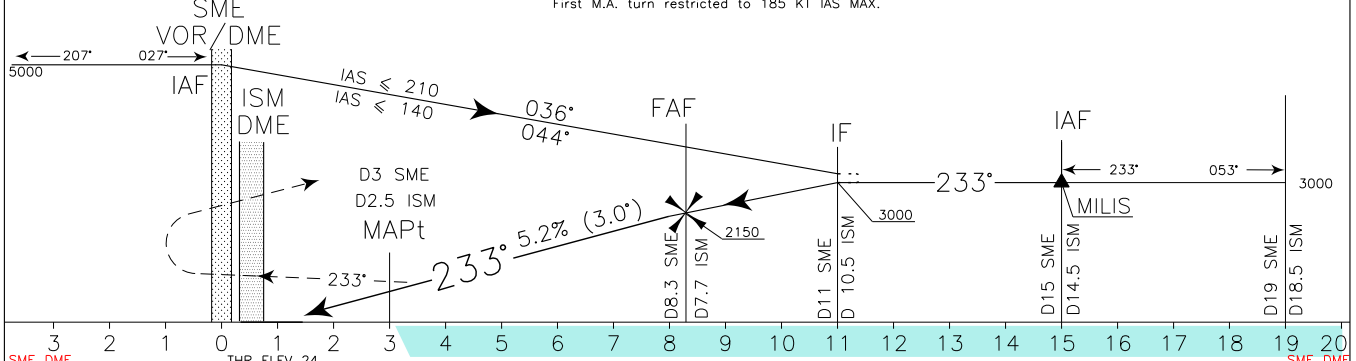 First M.A. turn restricted to 185 KT IAS MAX.
SME
VOR/DME
207° 027°
5000
IAF
ISM
DME
IAS ⩽ 210
IAS ⩽ 140
036°
044°
FAF
IF
IAF
233° 053°
233°
3000
MILIS
3000
2150
D3 SME
D2.5 ISM
MAPt
233° 5.2% (3.0°)
233°
D8.3 SME
D7.7 ISM
D11 SME
D 10.5 ISM
D15 SME
D14.5 ISM
D19 SME
D18.5 ISM
3 2 1 0 1 2 3 4 5 6 7 8 9 10 11 12 13 14 15 16 17 18 19 20
SME DME THR ELEV 24 SME DME